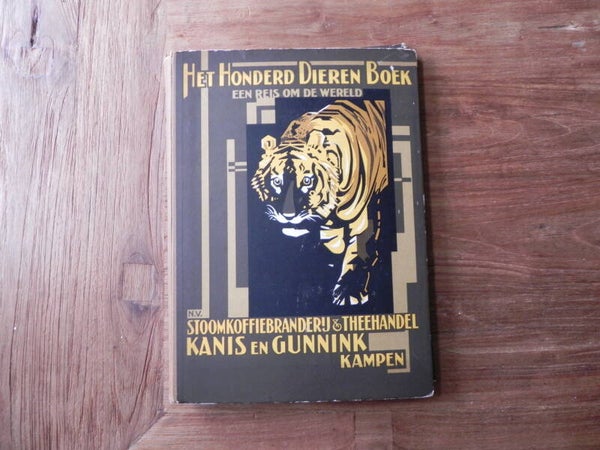 HET HONDERD DIEREN BOEK
EEN REIS OM DE WERELD
N.V.
STOOMKOFFIEBRANDERIJ & THEEHANDEL
KANIS EN GUNNINK
KAMPEN